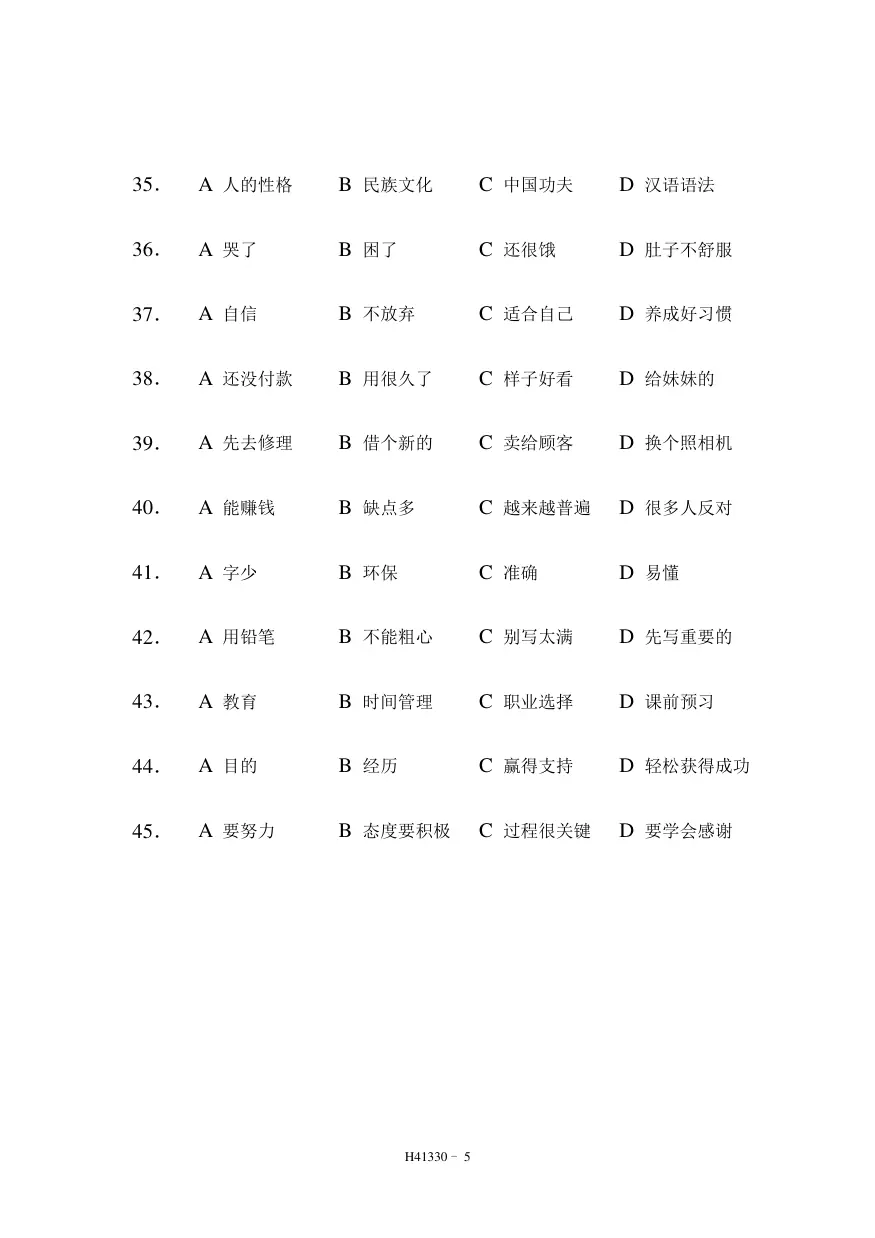 35. A 人的性格 B 民族文化 C 中国功夫 D 汉语语法
36. A 哭了 B 困了 C 还很饿 D 肚子不舒服
37. A 自信 B 不放弃 C 适合自己 D 养成好习惯
38. A 还没付款 B 用很久了 C 样子好看 D 给妹妹的
39. A 先去修理 B 借个新的 C 卖给顾客 D 换个照相机
40. A 能赚钱 B 缺点多 C 越来越普遍 D 很多人反对
41. A 字少 B 环保 C 准确 D 易懂
42. A 用铅笔 B 不能粗心 C 别写太满 D 先写重要的
43. A 教育 B 时间管理 C 职业选择 D 课前预习
44. A 目的 B 经历 C 赢得支持 D 轻松获得成功
45. A 要努力 B 态度要积极 C 过程很关键 D 要学会感谢
H41330 - 5